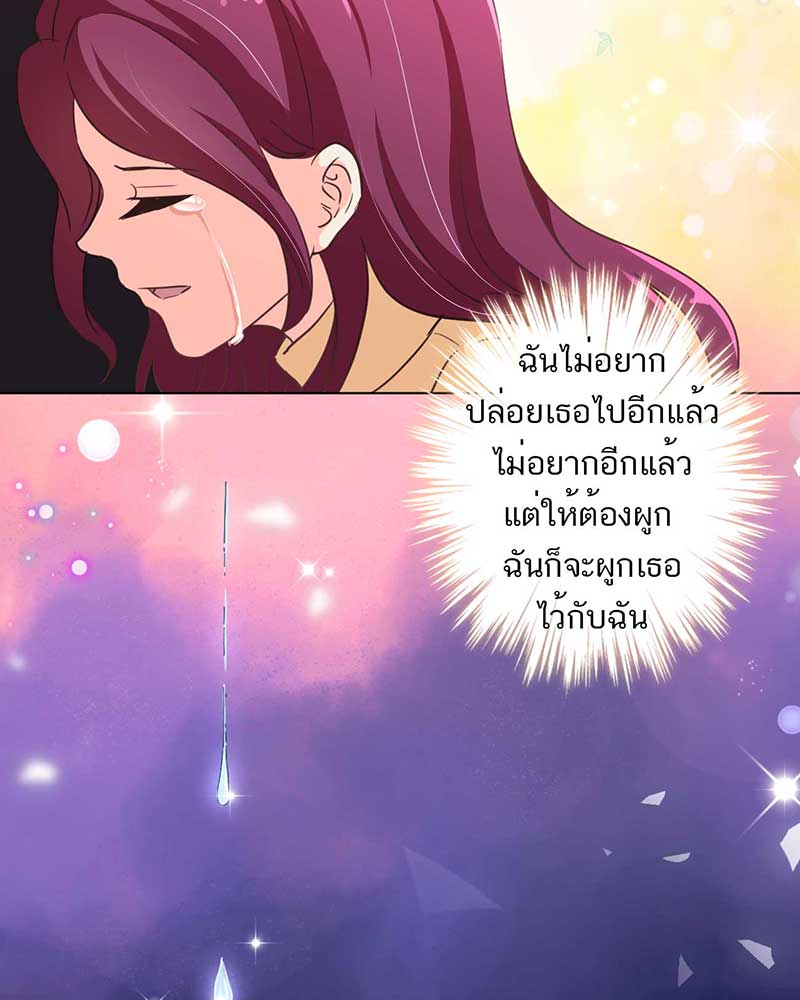 ฉันไม่อยาก
ปล่อยเธอไปอีกแล้ว
ไม่อยากอีกแล้ว
แต่ให้ต้องผูก
ฉันก็จะผูกเธอ
ไว้กับฉัน